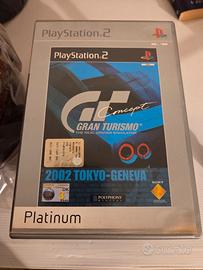 PlayStation®2
PlayStation®2
GT
Concept
GRAN TURISMO
THE REAL DRIVING SIMULATOR
2002 TOKYO-GENEVA
POLYPHONY
Platinum